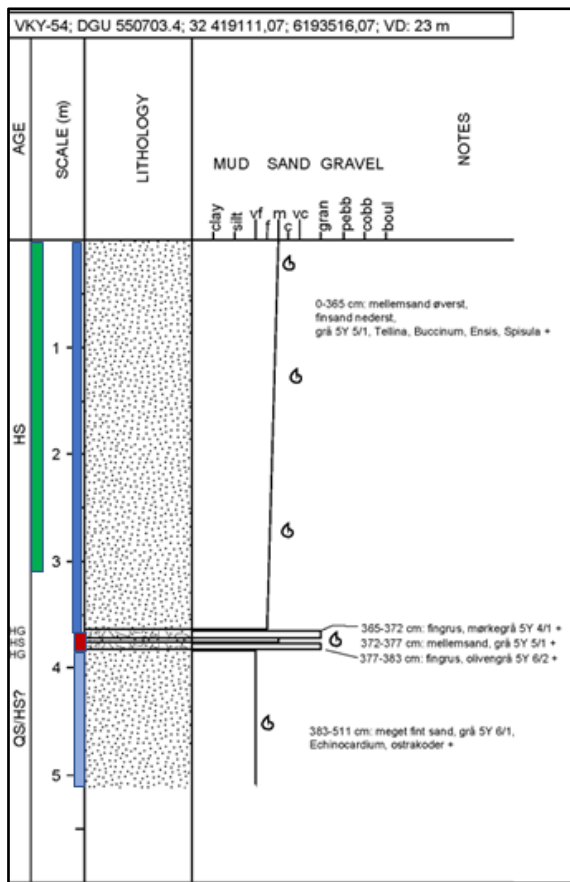 VKY-54; DGU 550703.4; 32 419111,07; 6193516,07; VD: 23 m
AGE
SCALE (m)
LITHOLOGY
MUD SAND GRAVEL
NOTES
clay
silt
vf
f
m
c
vc
gran
pebb
cobb
boul
0-365 cm: mellemsand øverst,
finsand nederst,
grå 5Y 5/1, Tellina, Buccinum, Ensis, Spisula +
1
2
HS
3
HG
HS
HG
365-372 cm: fingrus, mørkegrå 5Y 4/1 +
372-377 cm: mellemsand, grå 5Y 5/1 +
377-383 cm: fingrus, olivengrå 5Y 6/2 +
4
QS/HS?
383-511 cm: meget fint sand, grå 5Y 6/1,
Echinocardium, ostrakoder +
5